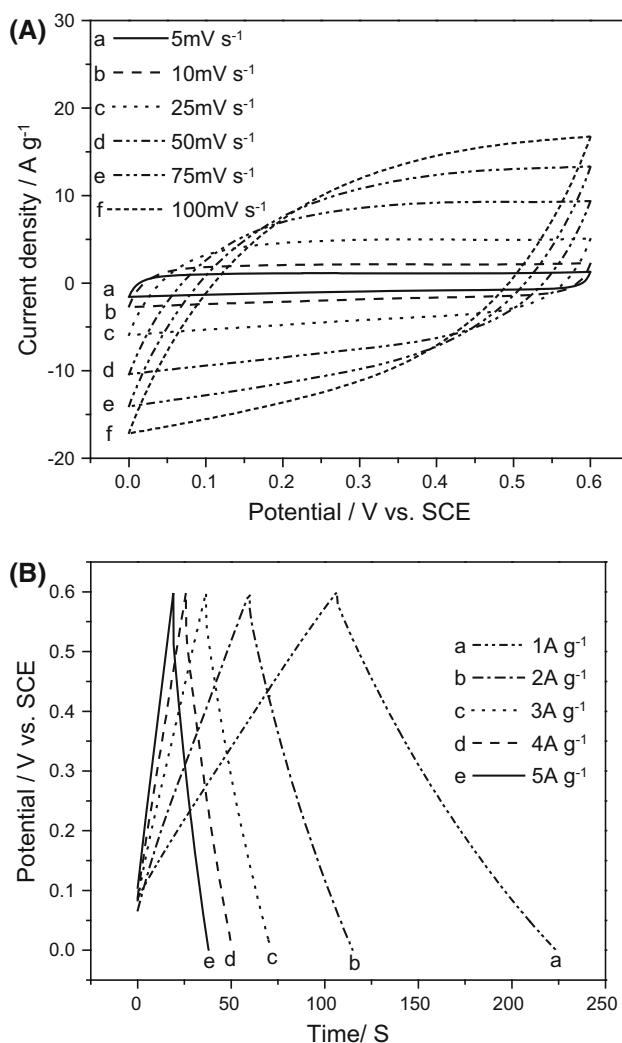 (A)
30
20
10
0
-10
-20
Current density / A g⁻¹
a 5mV s⁻¹
b 10mV s⁻¹
c 25mV s⁻¹
d 50mV s⁻¹
e 75mV s⁻¹
f 100mV s⁻¹
a
b
c
d
e
f
0.0 0.1 0.2 0.3 0.4 0.5 0.6
Potential / V vs. SCE
(B)
0.6
0.5
0.4
0.3
0.2
0.1
0.0
Potential / V vs. SCE
a 1A g⁻¹
b 2A g⁻¹
c 3A g⁻¹
d 4A g⁻¹
e 5A g⁻¹
e d c b a
0 50 100 125 200 225 250
Time/ S